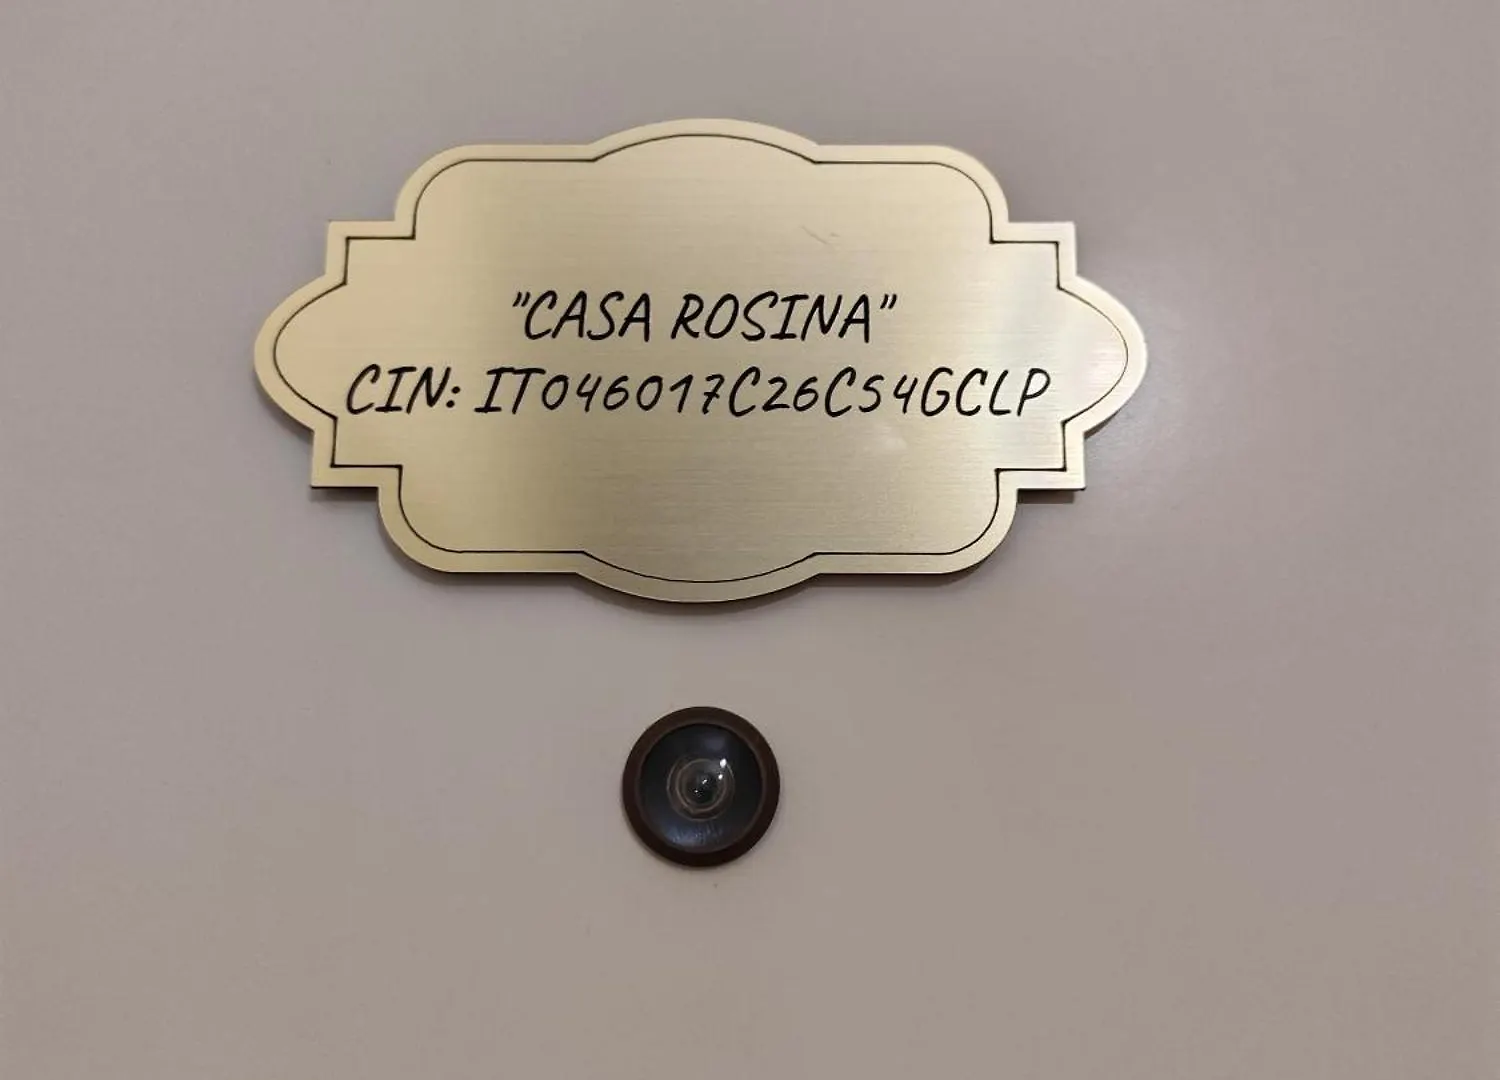 "CASA ROSINA"
CIN: IT046017C26C54GCLP